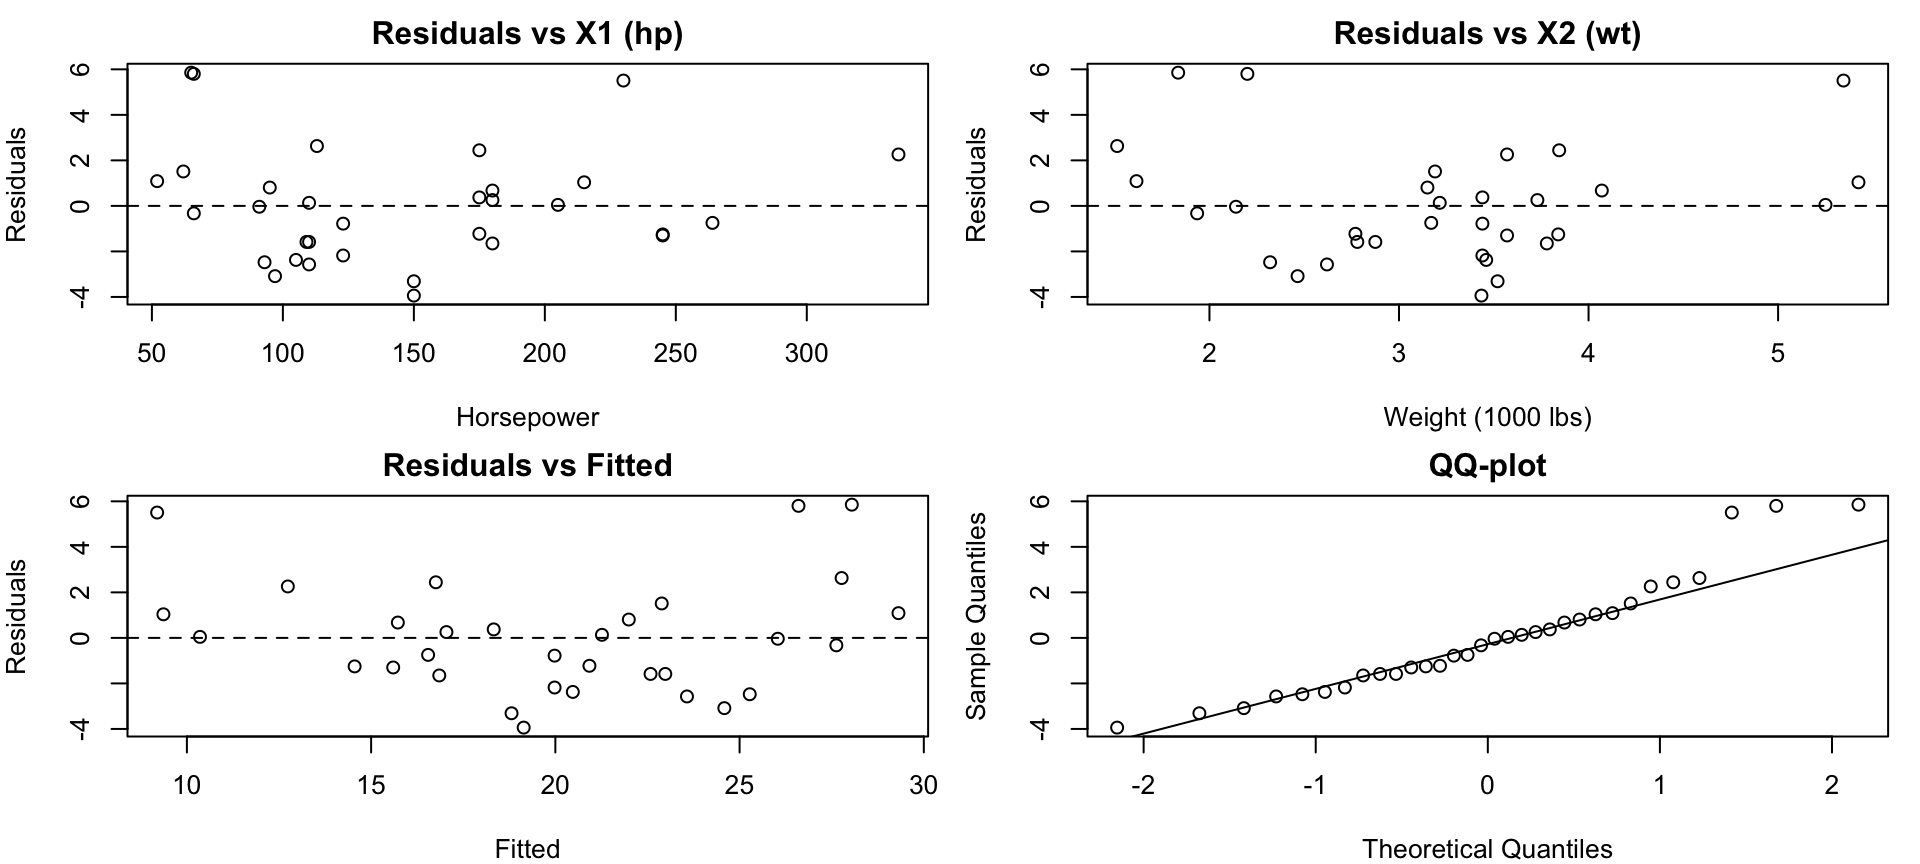 Residuals vs X1 (hp)
Residuals
6
4
2
0
-4
50 100 150 200 250 300
Horsepower
Residuals vs X2 (wt)
Residuals
6
4
2
0
-4
2 3 4 5
Weight (1000 lbs)
Residuals vs Fitted
Residuals
6
4
2
0
-4
10 15 20 25 30
Fitted
QQ-plot
Sample Quantiles
6
4
2
0
-4
-2 -1 0 1 2
Theoretical Quantiles